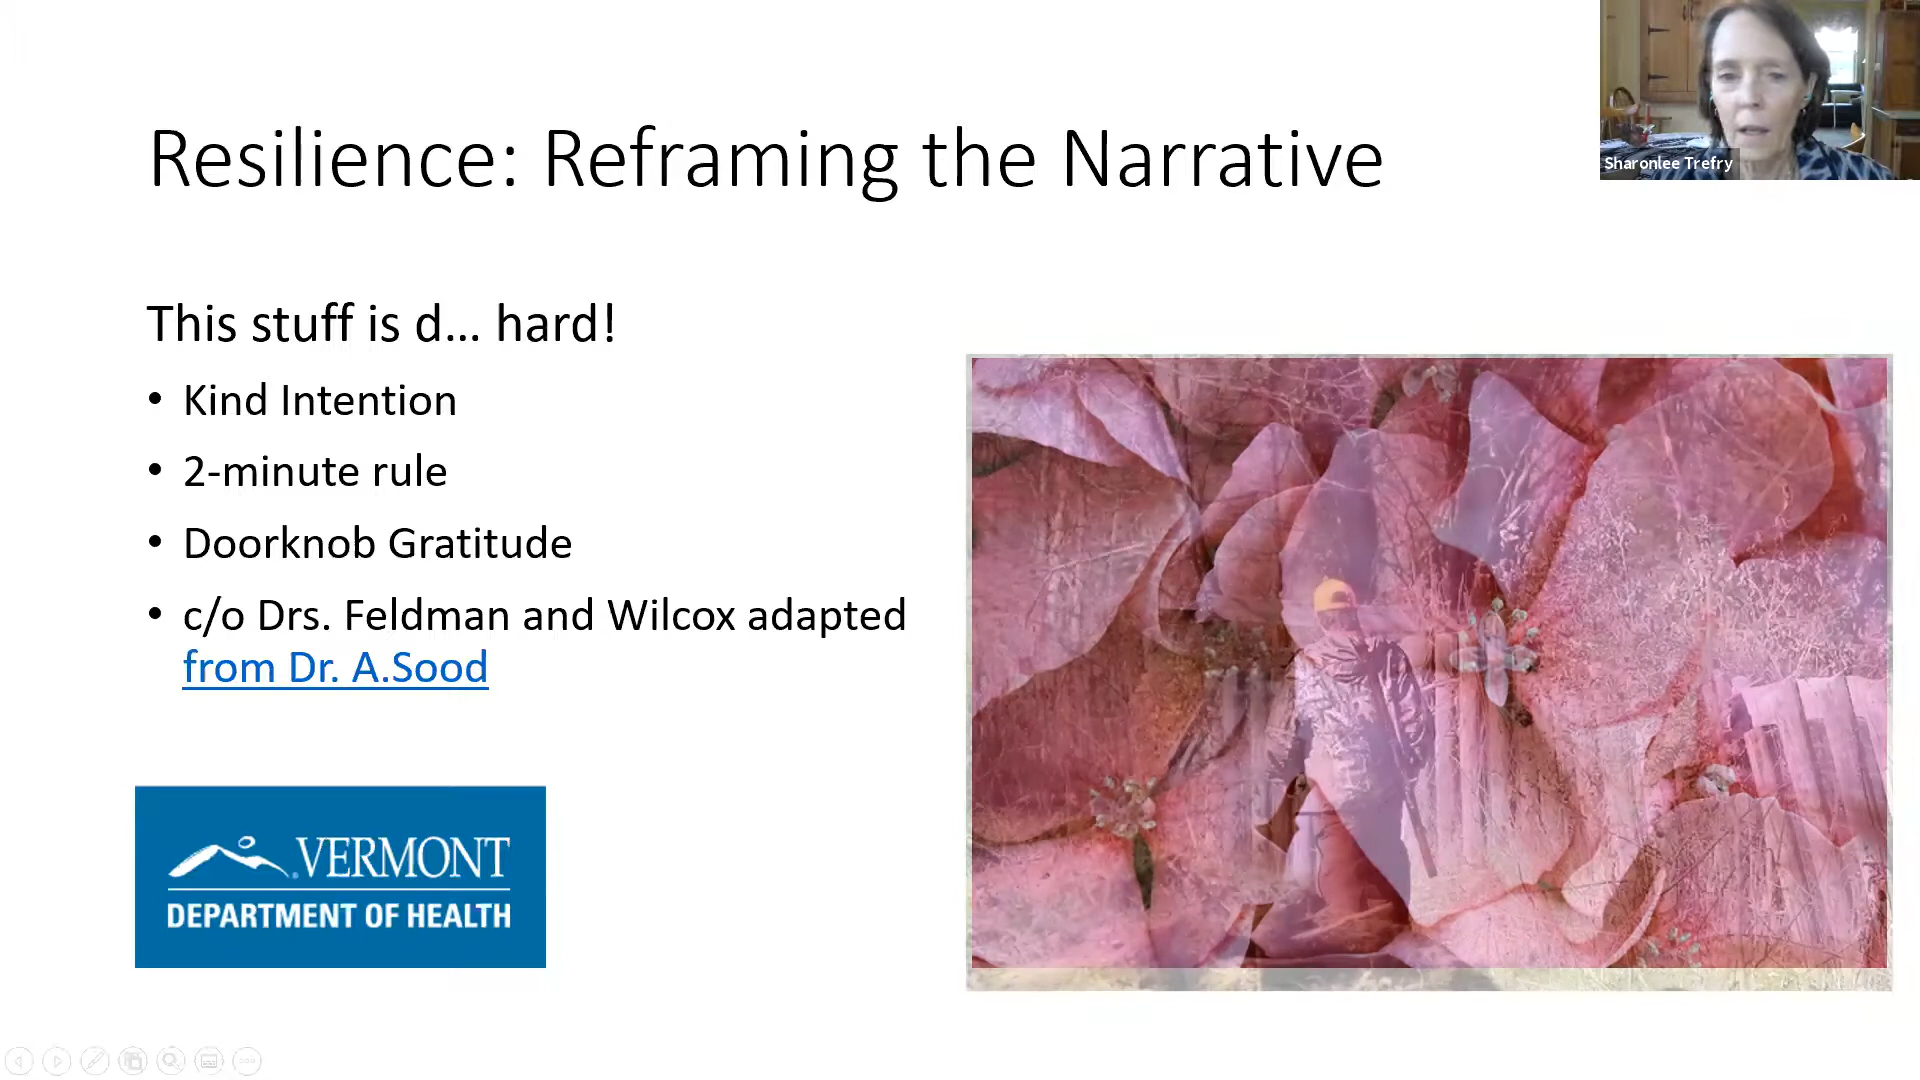 Resilience: Reframing the Narrative
Sharonlee Trefry
This stuff is d... hard!
• Kind Intention
• 2-minute rule
• Doorknob Gratitude
• c/o Drs. Feldman and Wilcox adapted
from Dr. A.Sood
VERMONT
DEPARTMENT OF HEALTH